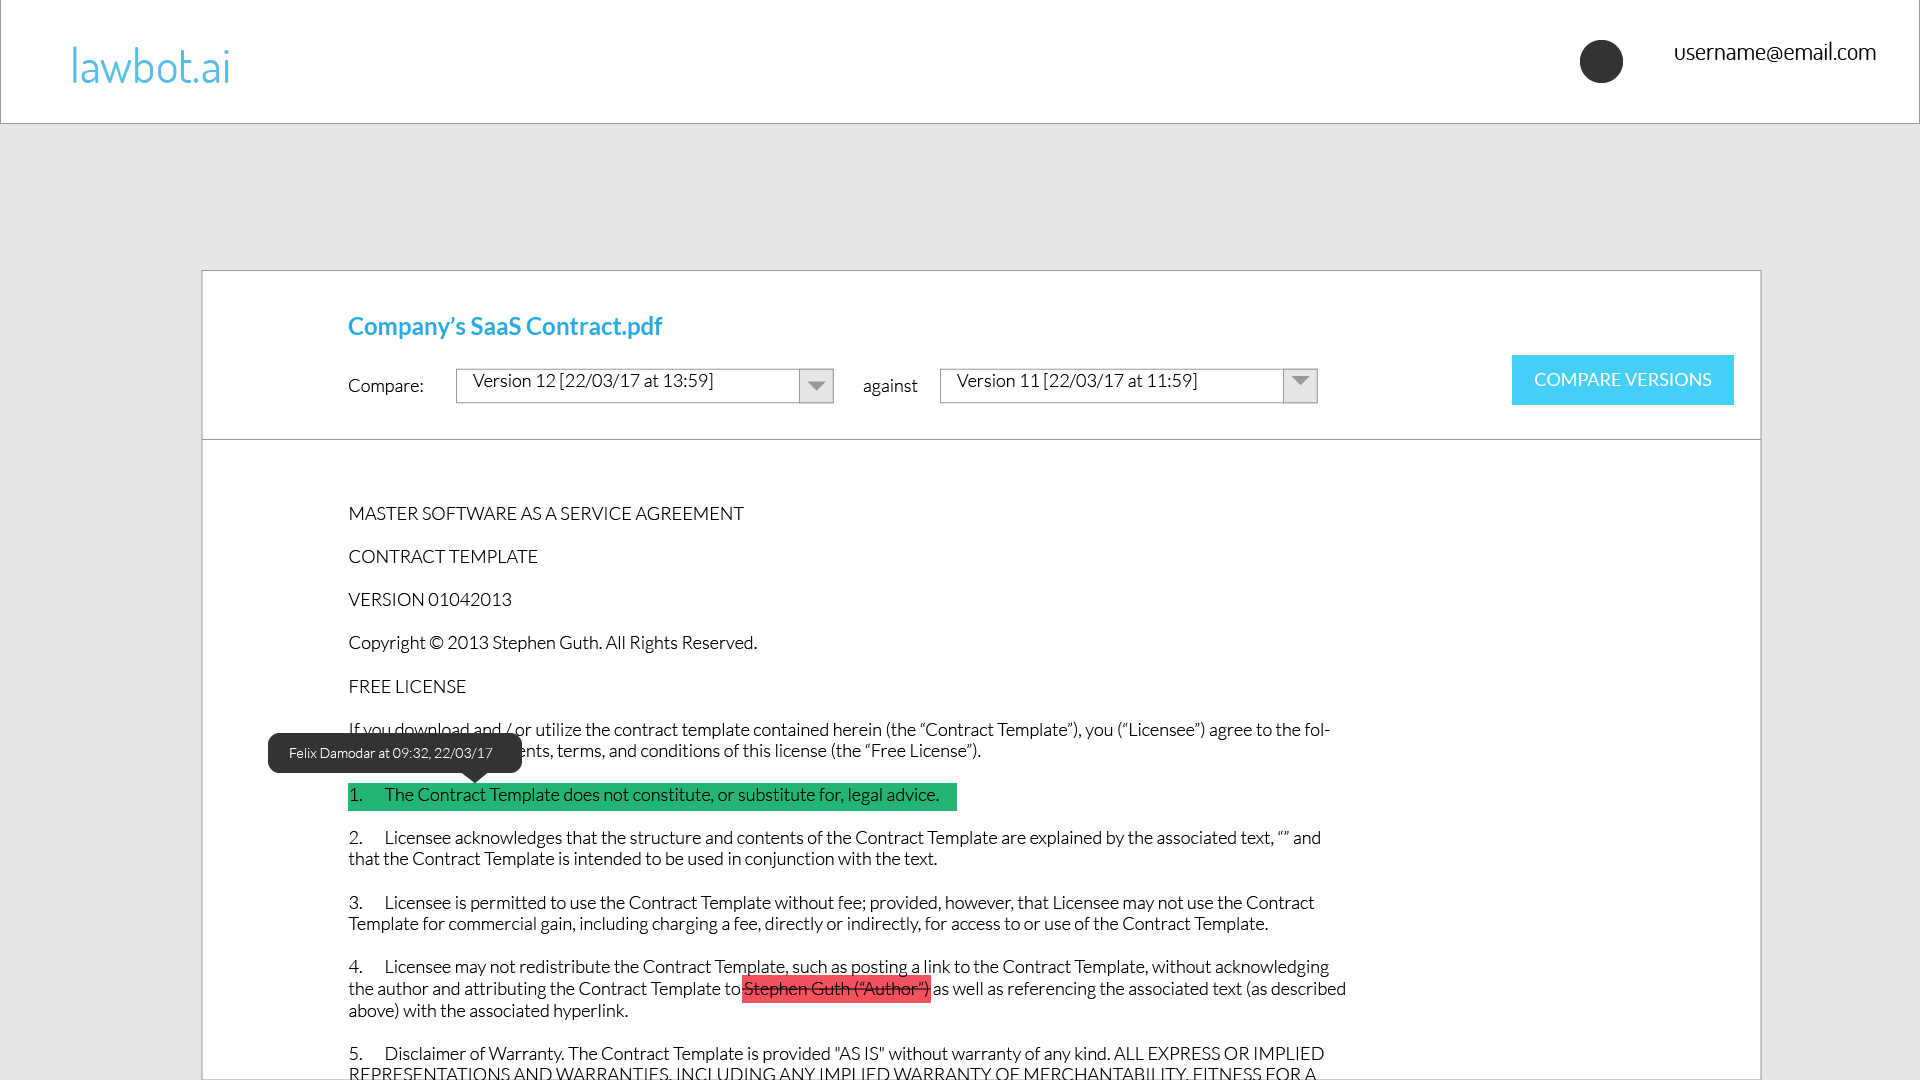 lawbot.ai
username@email.com
Company’s SaaS Contract.pdf
Compare:
Version 12 [22/03/17 at 13:59]
against
Version 11 [22/03/17 at 11:59]
COMPARE VERSIONS
MASTER SOFTWARE AS A SERVICE AGREEMENT
CONTRACT TEMPLATE
VERSION 01042013
Copyright © 2013 Stephen Guth. All Rights Reserved.
FREE LICENSE
If you download and / or utilize the contract template contained herein (the “Contract Template”), you (“Licensee”) agree to the fol-
Felix Damodar at 09:32, 22/03/17
terms, and conditions of this license (the “Free License”).
1. The Contract Template does not constitute, or substitute for, legal advice.
2. Licensee acknowledges that the structure and contents of the Contract Template are explained by the associated text, “” and
that the Contract Template is intended to be used in conjunction with the text.
3. Licensee is permitted to use the Contract Template without fee; provided, however, that Licensee may not use the Contract
Template for commercial gain, including charging a fee, directly or indirectly, for access to or use of the Contract Template.
4. Licensee may not redistribute the Contract Template, such as posting a link to the Contract Template, without acknowledging
the author and attributing the Contract Template to Stephen Guth (“Author”) as well as referencing the associated text (as described
above) with the associated hyperlink.
5. Disclaimer of Warranty. The Contract Template is provided "AS IS" without warranty of any kind. ALL EXPRESS OR IMPLIED
REPRESENTATIONS AND WARRANTIES, INCLUDING ANY IMPLIED WARRANTY OF MERCHANTABILITY, FITNESS FOR A